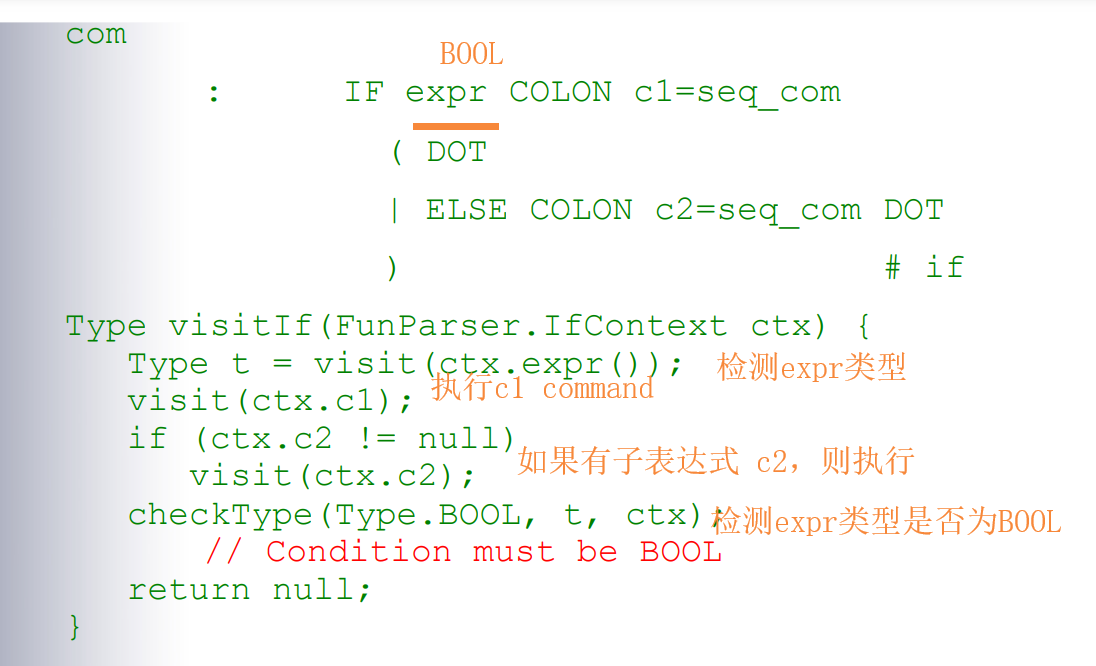 com
BOOL
: IF expr COLON c1=seq_com
( DOT
| ELSE COLON c2=seq_com DOT
) # if
Type visitIf(FunParser.IfContext ctx) {
Type t = visit(ctx.expr()); 检测expr类型
visit(ctx.c1); 执行c1 command
if (ctx.c2 != null)
visit(ctx.c2); 如果有子表达式 c2，则执行
checkType(Type.BOOL, t, ctx); 检测expr类型是否为BOOL
// Condition must be BOOL
return null;
}